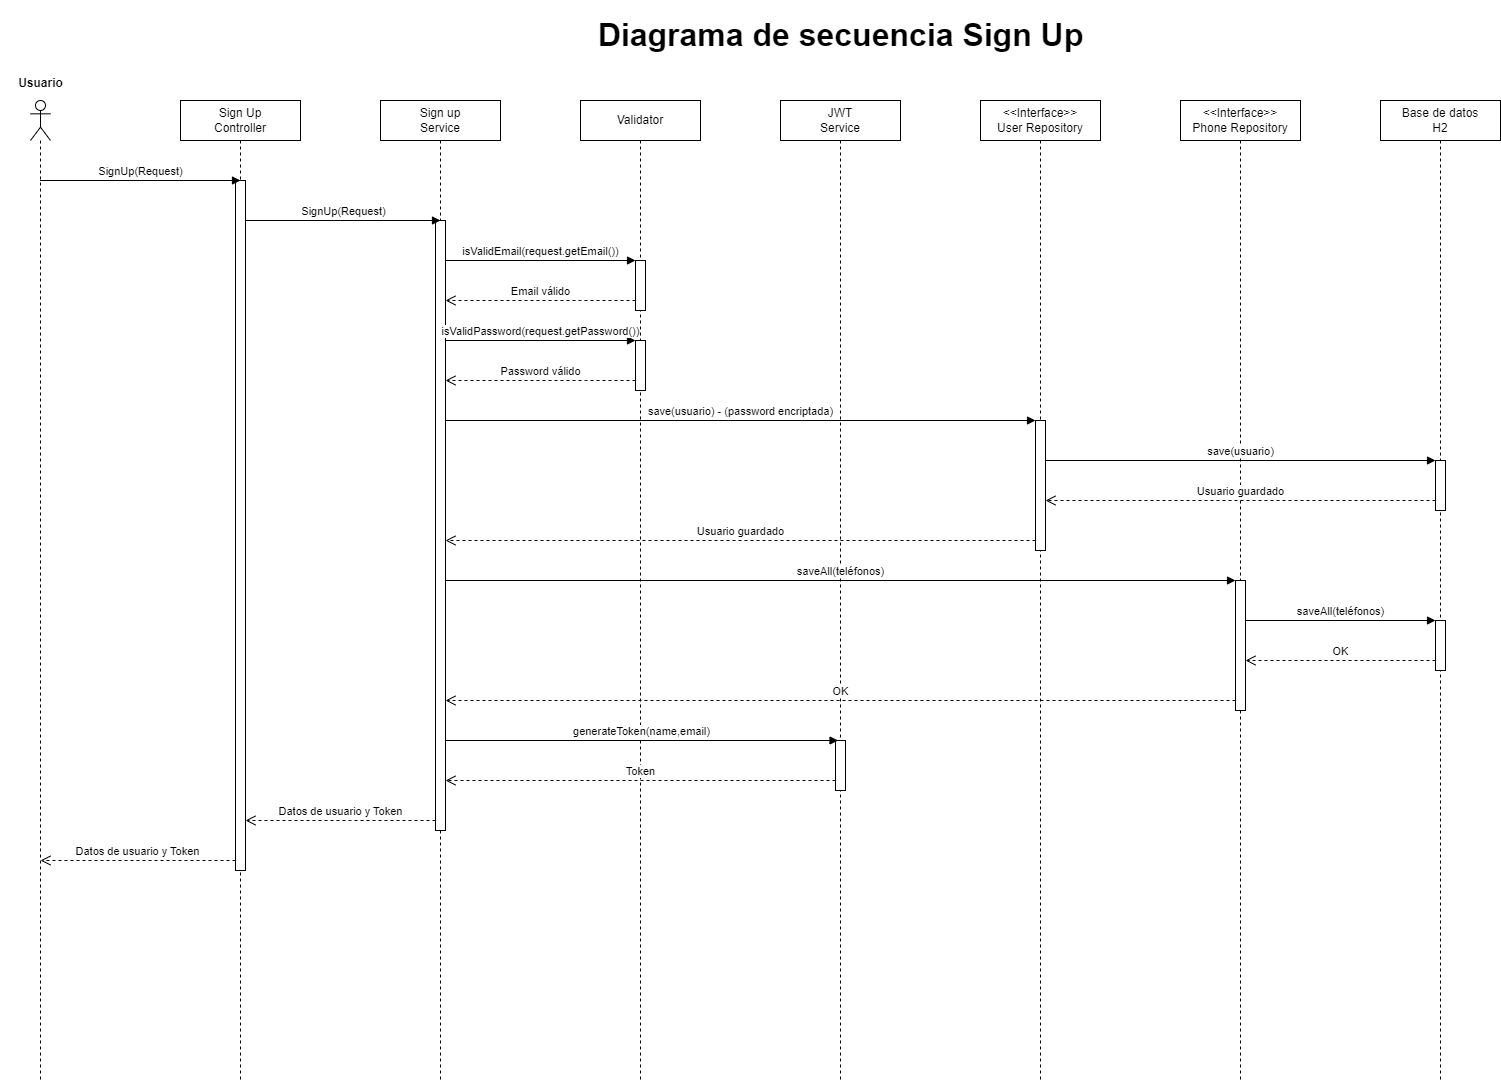 Diagrama de secuencia Sign Up
Usuario
Sign Up
Controller
Sign up
Service
Validator
JWT
Service
<<Interface>>
User Repository
<<Interface>>
Phone Repository
Base de datos
H2
SignUp(Request)
SignUp(Request)
isValidEmail(request.getEmail())
Email válido
isValidPassword(request.getPassword())
Password válido
save(usuario) - (password encriptada)
save(usuario)
Usuario guardado
Usuario guardado
saveAll(teléfonos)
saveAll(teléfonos)
OK
OK
generateToken(name,email)
Token
Datos de usuario y Token
Datos de usuario y Token